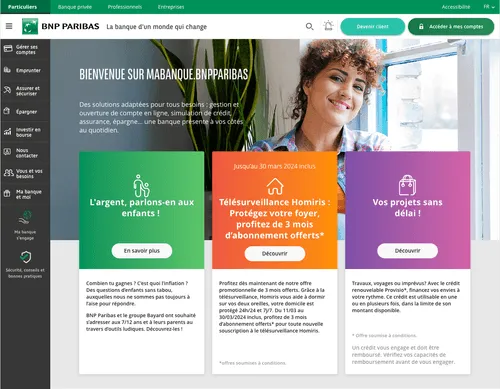 Particuliers Banque privée Professionnels Entreprises Accessibilité FR
BNP PARIBAS La banque d'un monde qui change Devenir client Accéder à mes comptes
Gérer ses
comptes
Emprunter
Assurer et
sécuriser
Épargner
Investir en
bourse
Nous
contacter
Vous et vos
besoins
Ma banque
et moi
Ma banque
s'engage
Sécurité, conseils et
bonnes pratiques
BIENVENUE SUR MABANQUE.BNPPARIBAS
Des solutions adaptées pour tous besoins : gestion et
ouverture de compte en ligne, simulation de crédit,
assurance, épargne... une banque présente à vos côtés
au quotidien.
L'argent, parlons-en aux
enfants !
En savoir plus
Combien tu gagnes ? C'est quoi l'inflation ?
Des questions d'enfants sans tabou,
auxquelles nous ne sommes pas toujours à
l'aise pour répondre.
BNP Paribas et le groupe Bayard ont souhaité
s'adresser aux 7/12 ans et à leurs parents au
travers d'outils ludiques. Découvrez-les !
Jusqu'au 30 mars 2024 inclus
Télésurveillance Homiris :
Protégez votre foyer,
profitez de 3 mois
d'abonnement offerts*
Découvrir
Profitez dès maintenant de notre offre
promotionnelle de 3 mois offerts. Grâce à la
télésurveillance, Homiris vous aide à dormir
sur vos deux oreilles, votre domicile est
protégé 24h/24 et 7j/7. Du 11/03 au
30/03/2024 inclus, profitez de 3 mois
d'abonnement offerts* pour toute nouvelle
souscription à la télésurveillance Homiris.
*offres soumises à conditions.
Vos projets sans
délai !
Découvrir
Travaux, voyages ou imprévus? Avec le crédit
renouvelable Provisio*, financez vos envies à
votre rythme. Ce crédit est utilisable en une
ou en plusieurs fois, dans la limite de son
montant disponible.
* Offre soumise à conditions.
Un crédit vous engage et doit être
remboursé. Vérifiez vos capacités de
remboursement avant de vous engager.